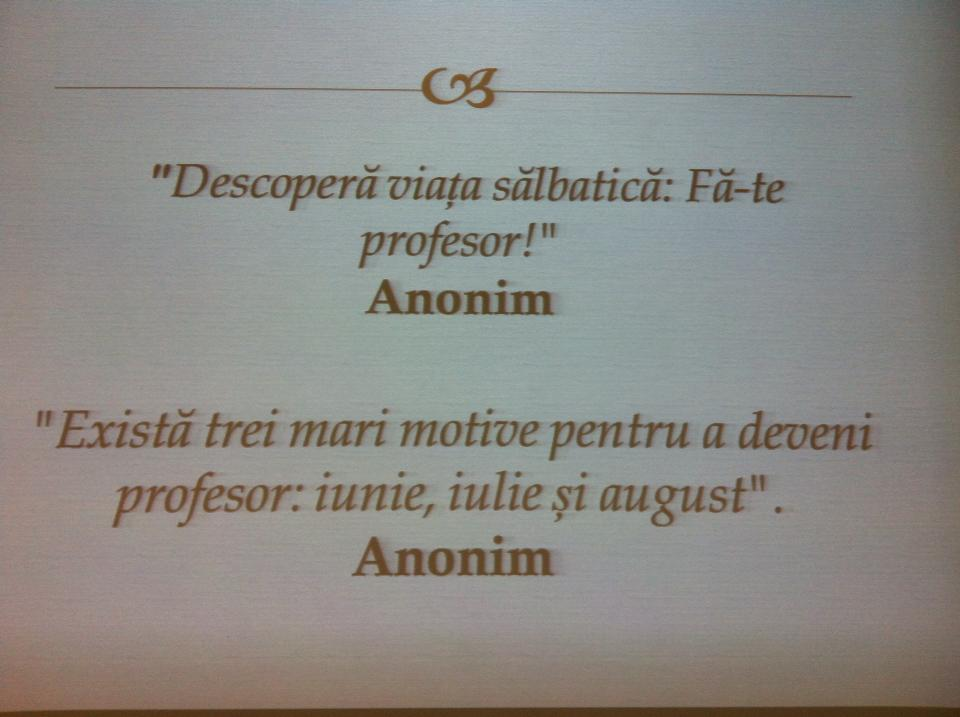 "Descoperă viața sălbatică: Fă-te
profesor!"
Anonim
"Există trei mari motive pentru a deveni
profesor: iunie, iulie și august" .
Anonim